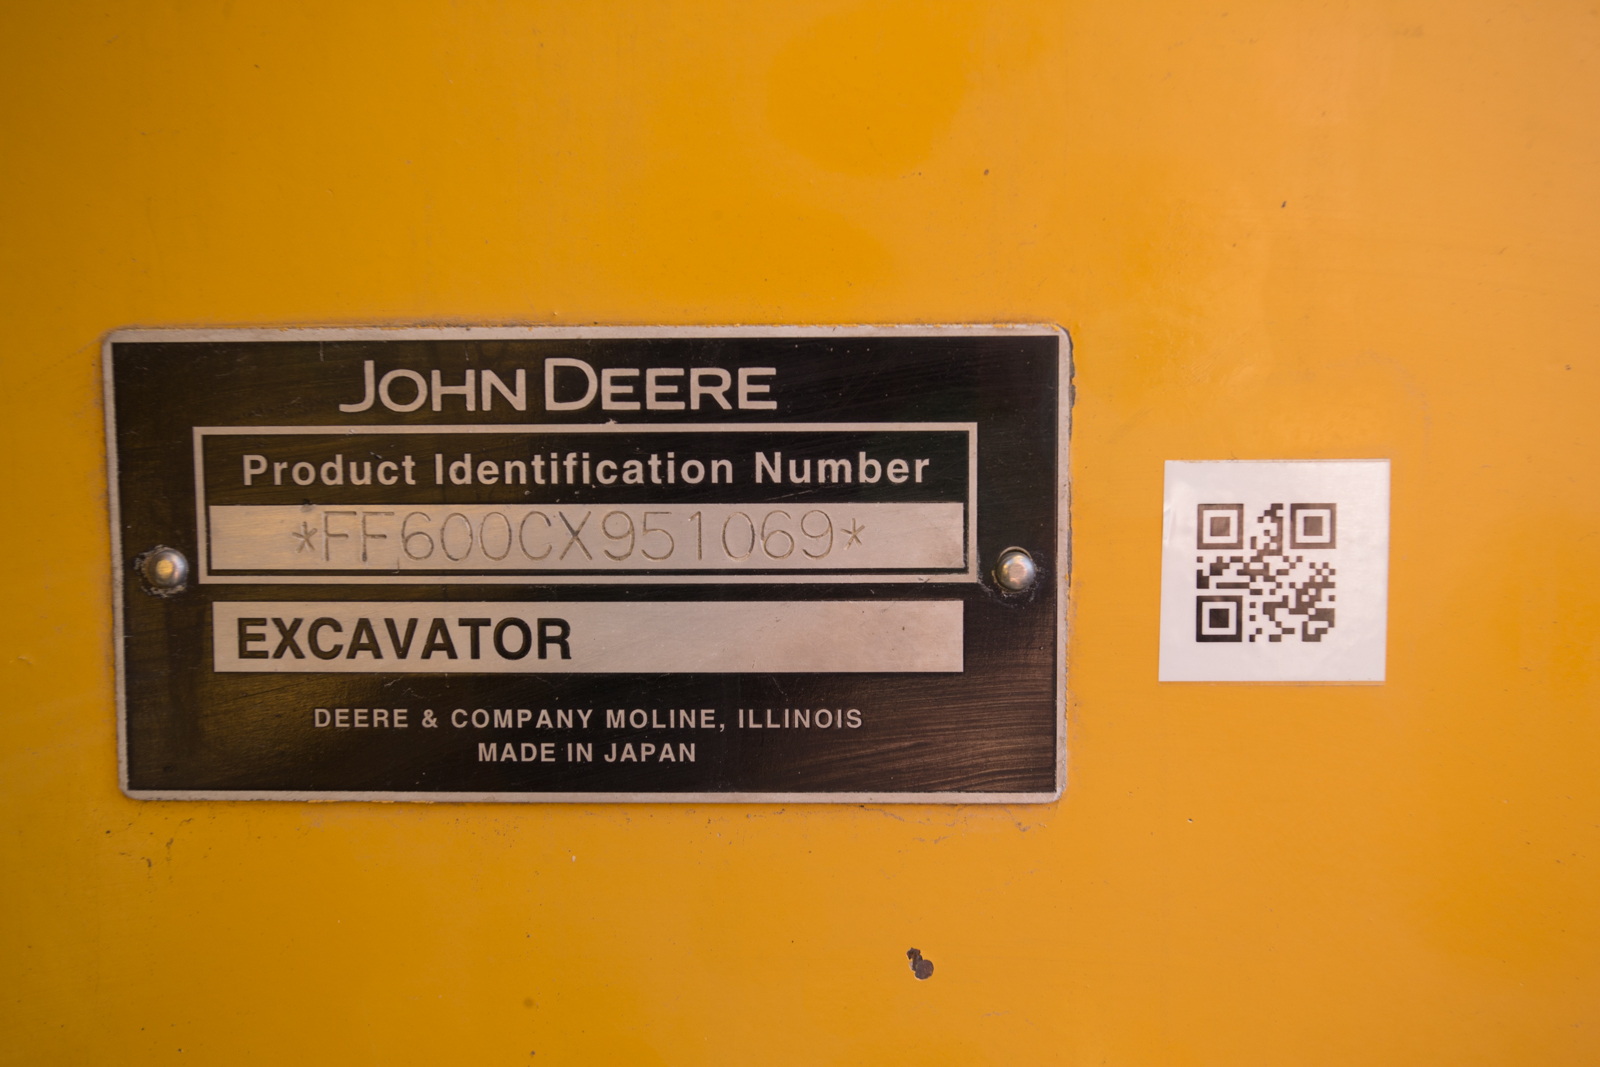 JOHN DEERE
Product Identification Number
*FF600CX951069*
EXCAVATOR
DEERE & COMPANY MOLINE, ILLINOIS
MADE IN JAPAN